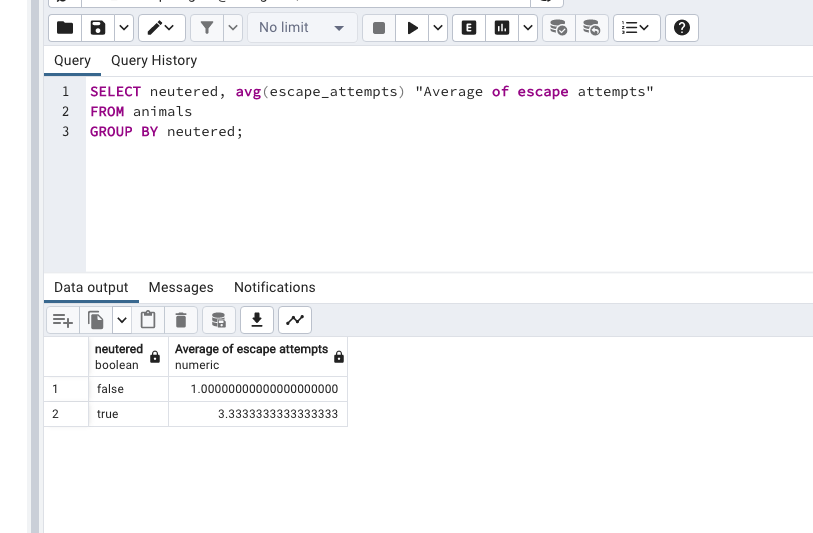 No limit
E
Query Query History
1 SELECT neutered, avg(escape_attempts) "Average of escape attempts"
2 FROM animals
3 GROUP BY neutered;
Data output Messages Notifications
neutered Average of escape attempts
boolean numeric
1 false 1.00000000000000000000
2 true 3.3333333333333333